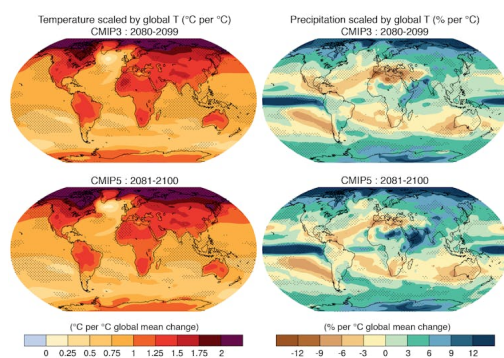 Temperature scaled by global T (°C per °C)
CMIP3 : 2080-2099
Precipitation scaled by global T (% per °C)
CMIP3 : 2080-2099
CMIP5 : 2081-2100
CMIP5 : 2081-2100
(°C per °C global mean change)
0 0.25 0.5 0.75 1 1.25 1.5 1.75 2
(% per °C global mean change)
-12 -9 -6 -3 0 3 6 9 12